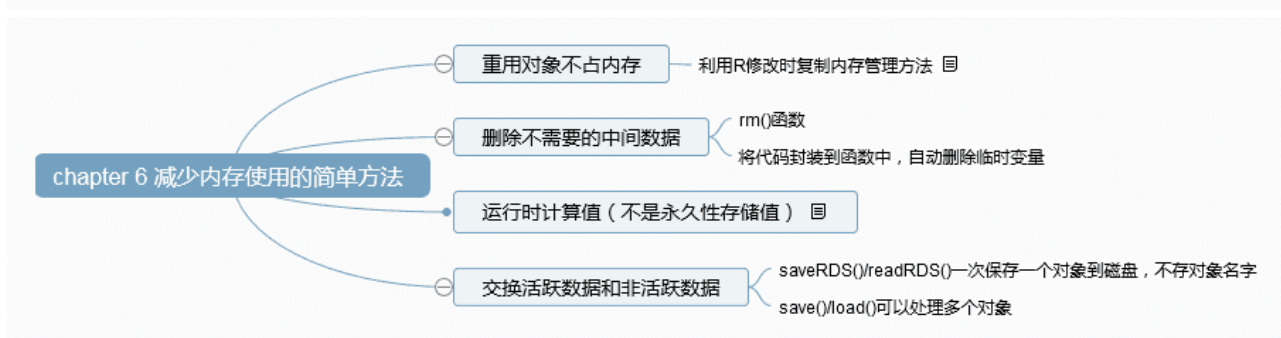 chapter 6 减少内存使用的简单方法
重用对象不占内存
利用R修改时复制内存管理方法
删除不需要的中间数据
rm()函数
将代码封装到函数中，自动删除临时变量
运行时计算值（不是永久性存储值）
交换活跃数据和非活跃数据
saveRDS()/readRDS()一次保存一个对象到磁盘，不存对象名字
save()/load()可以处理多个对象